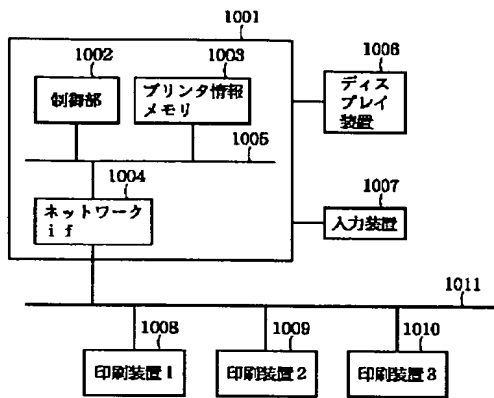 1001
1002
1003
1006
制御部
プリンタ情報
メモリ
ディス
プレイ
装置
1005
1004
1007
ネットワーク
if
入力装置
1011
1008
1009
1010
印刷装置1
印刷装置2
印刷装置3